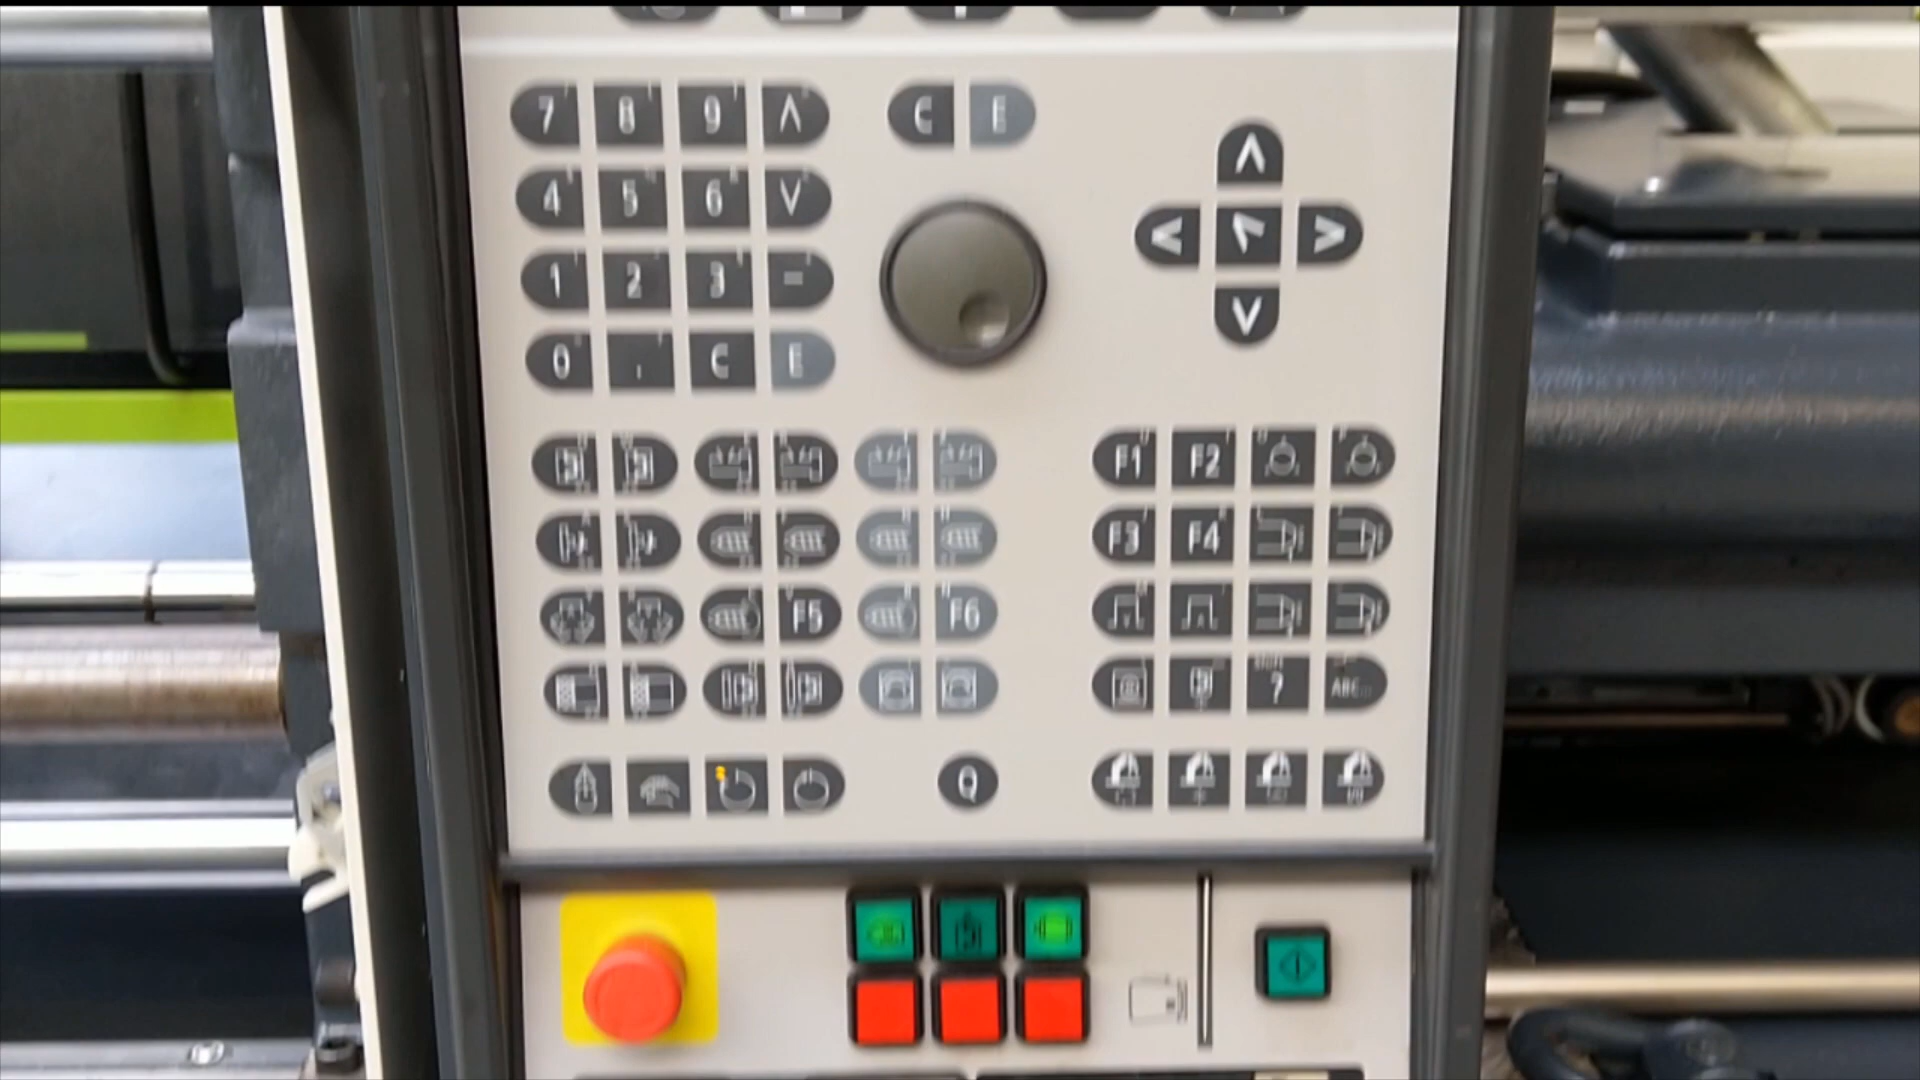 7 8 9 Λ C E
Λ
4 5 6 V
< >
1 2 3 =
V
0 , C E
F1 F2
F3 F4
F5 F6
? ABC...
Q